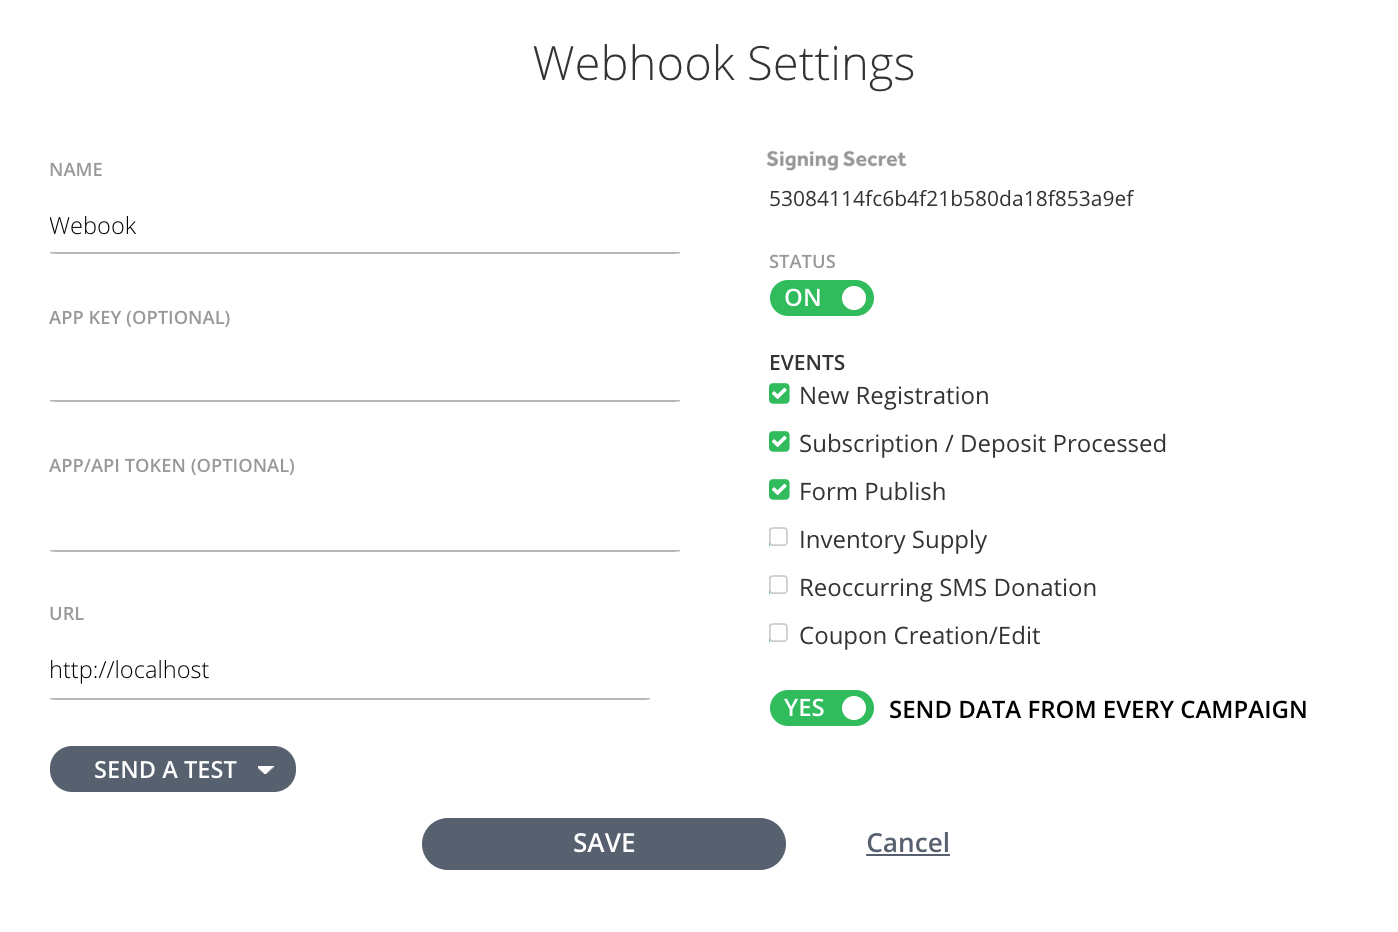 Webhook Settings
NAME
Webook
APP KEY (OPTIONAL)
APP/API TOKEN (OPTIONAL)
URL
http://localhost
SEND A TEST
Signing Secret
53084114fc6b4f21b580da18f853a9ef
STATUS
ON
EVENTS
New Registration
Subscription / Deposit Processed
Form Publish
Inventory Supply
Reoccurring SMS Donation
Coupon Creation/Edit
YES SEND DATA FROM EVERY CAMPAIGN
SAVE
Cancel